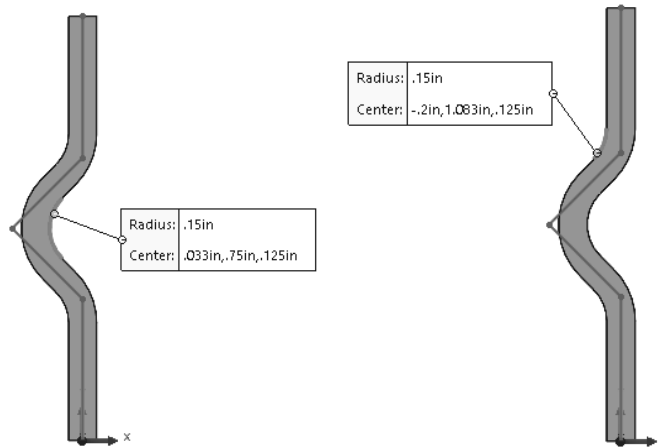 Radius: .15in
Center: -.2in,1.083in,.125in
Radius: .15in
Center: .033in,.75in,.125in
x